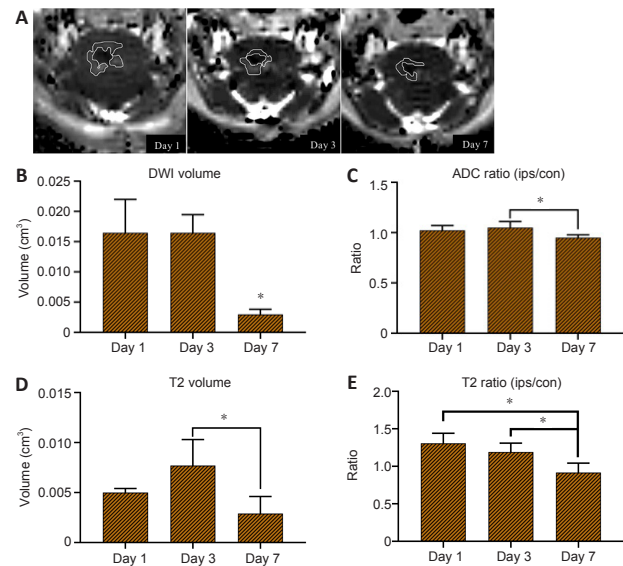 A
Day 1
Day 3
Day 7
B
DWI volume
Volume (cm³)
0.025
0.020
0.015
0.010
0.005
0
*
Day 1
Day 3
Day 7
C
ADC ratio (ips/con)
Ratio
1.5
1.0
0.5
0
*
Day 1
Day 3
Day 7
D
T2 volume
Volume (cm³)
0.015
0.010
0.005
0
*
Day 1
Day 3
Day 7
E
T2 ratio (ips/con)
Ratio
2.0
1.5
1.0
0.5
0
*
*
Day 1
Day 3
Day 7